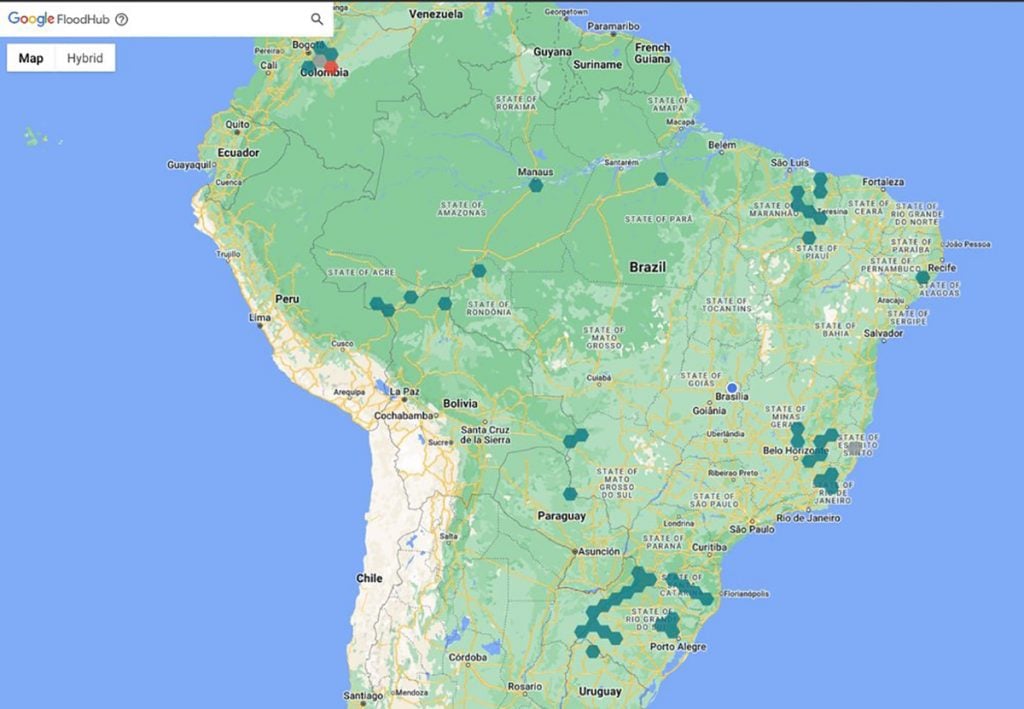 Google FloodHub
Map Hybrid
Venezuela
Georgetown
Paramaribo
Guyana
Suriname
French
Guiana
Pereira
Bogotá
Cali
Colombia
STATE OF
RORAIMA
STATE OF
AMAPÁ
Macapá
Quito
Ecuador
Guayaquil
Cuenca
Belém
São Luís
Santarém
Manaus
Fortaleza
STATE OF
AMAZONAS
STATE OF PARÁ
STATE OF
MARANHÃO
Teresina
STATE OF
CEARÁ
STATE OF
RIO GRANDE
DO NORTE
STATE OF
PIAUÍ
STATE OF
PARAÍBA
João Pessoa
STATE OF
PERNAMBUCO
Recife
STATE OF
ALAGOAS
Trujillo
STATE OF ACRE
Brazil
Peru
Lima
STATE OF
RONDÔNIA
STATE OF
TOCANTINS
Aracaju
STATE OF
SERGIPE
STATE OF
BAHIA
Salvador
STATE OF
MATO
GROSSO
Cusco
Cuiabá
STATE OF
GOIÁS
Brasília
Goiânia
Arequipa
La Paz
Bolivia
Cochabamba
Santa Cruz
de la Sierra
Sucre
STATE OF
MINAS
GERA
Uberlândia
Belo Horizonte
STATE OF
ESPÍRITO
SANTO
STATE OF
MATO
GROSSO
DO SUL
Ribeirao Preto
STATE OF
SÃO PAULO
STATE OF
RIO DE
JANEIRO
Rio de Janeiro
São Paulo
Paraguay
Londrina
Salta
Asunción
STATE OF
PARANÁ
Curitiba
Chile
STATE OF
CATARIN
Florianópolis
STATE OF
RIO GRANDE
DO SUL
Porto Alegre
Córdoba
Rosario
Uruguay
Santiago
Mendoza